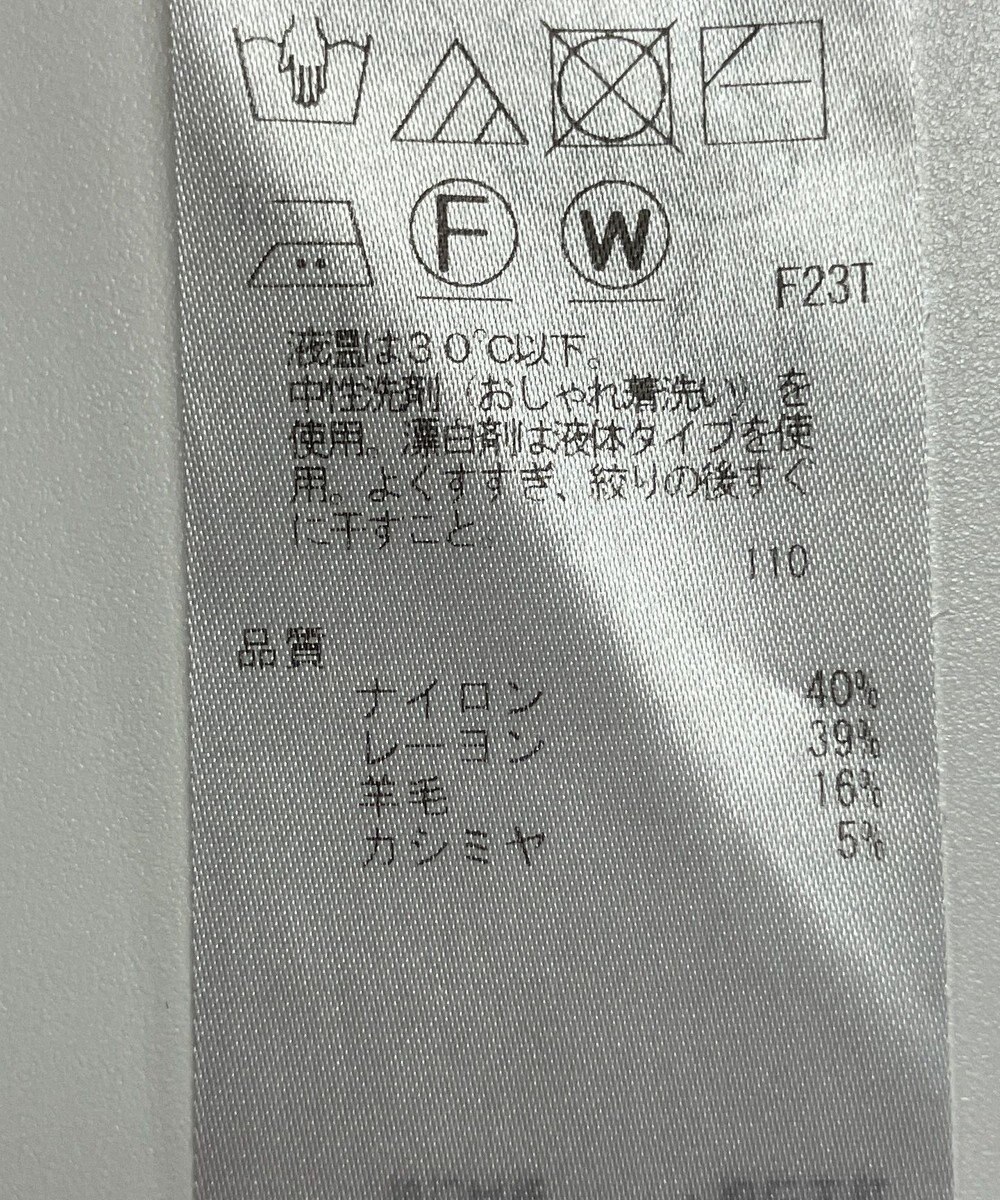 F W
F23T
液温は30℃以下。
中性洗剤(おしゃれ着洗い)を
使用。漂白剤は液体タイプを使
用。よくすすぎ、絞りの後すぐ
に干すこと。
110
品質
ナイロン 40%
レーヨン 39%
羊毛 16%
カシミヤ 5%